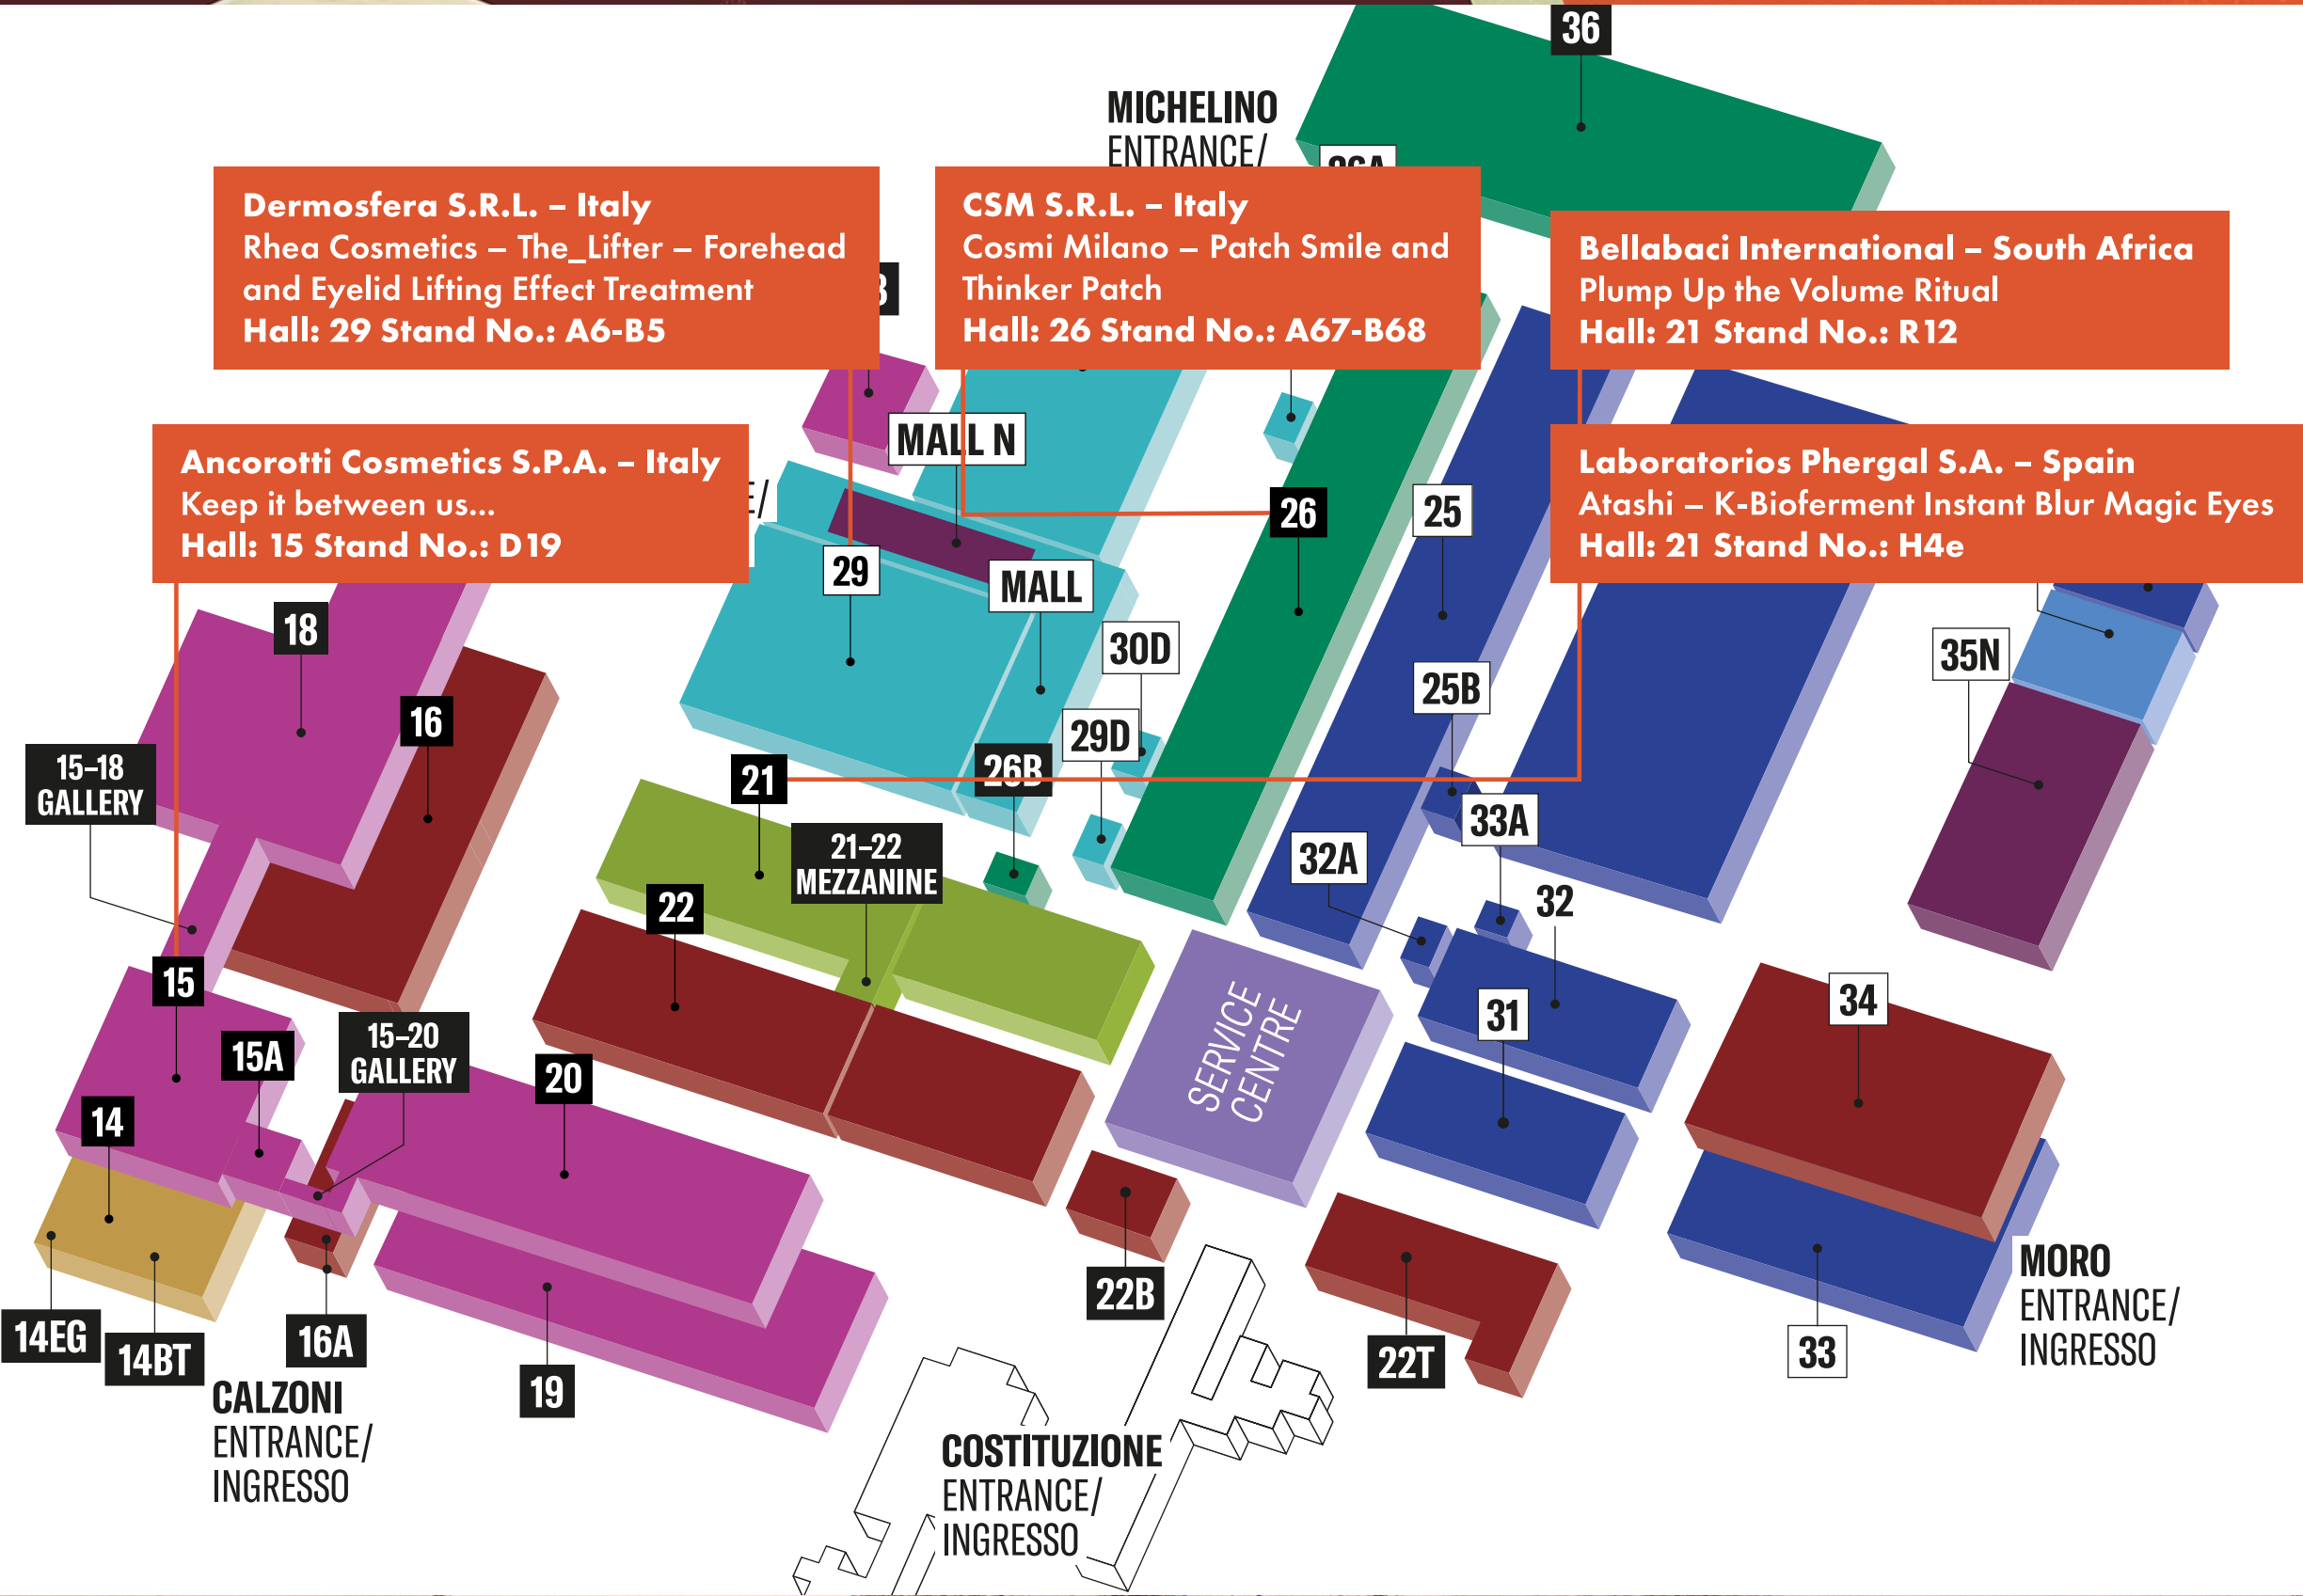 36
MICHELINO
ENTRANCE/
Dermosfera S.R.L. – Italy
Rhea Cosmetics – The_Lifter – Forehead
and Eyelid Lifting Effect Treatment
Hall: 29 Stand No.: A6-B5
CSM S.R.L. – Italy
Cosmi Milano – Patch Smile and
Thinker Patch
Hall: 26 Stand No.: A67-B68
Bellabaci International – South Africa
Plump Up the Volume Ritual
Hall: 21 Stand No.: R12
Ancorotti Cosmetics S.P.A. – Italy
Keep it between us...
Hall: 15 Stand No.: D19
Laboratorios Phergal S.A. – Spain
Atashi – K-Bioferment Instant Blur Magic Eyes
Hall: 21 Stand No.: H4e
MALL N
26
25
29
MALL
18
30D
35N
25B
16
29D
15–18
GALLERY
21
26B
33A
21–22
MEZZANINE
32A
22
32
15
34
31
SERVICE
CENTRE
15A
15–20
GALLERY
20
14
22B
MORO
ENTRANCE/
INGRESSO
14EG
14BT
16A
33
22T
19
CALZONI
ENTRANCE/
INGRESSO
COSTITUZIONE
ENTRANCE/
INGRESSO